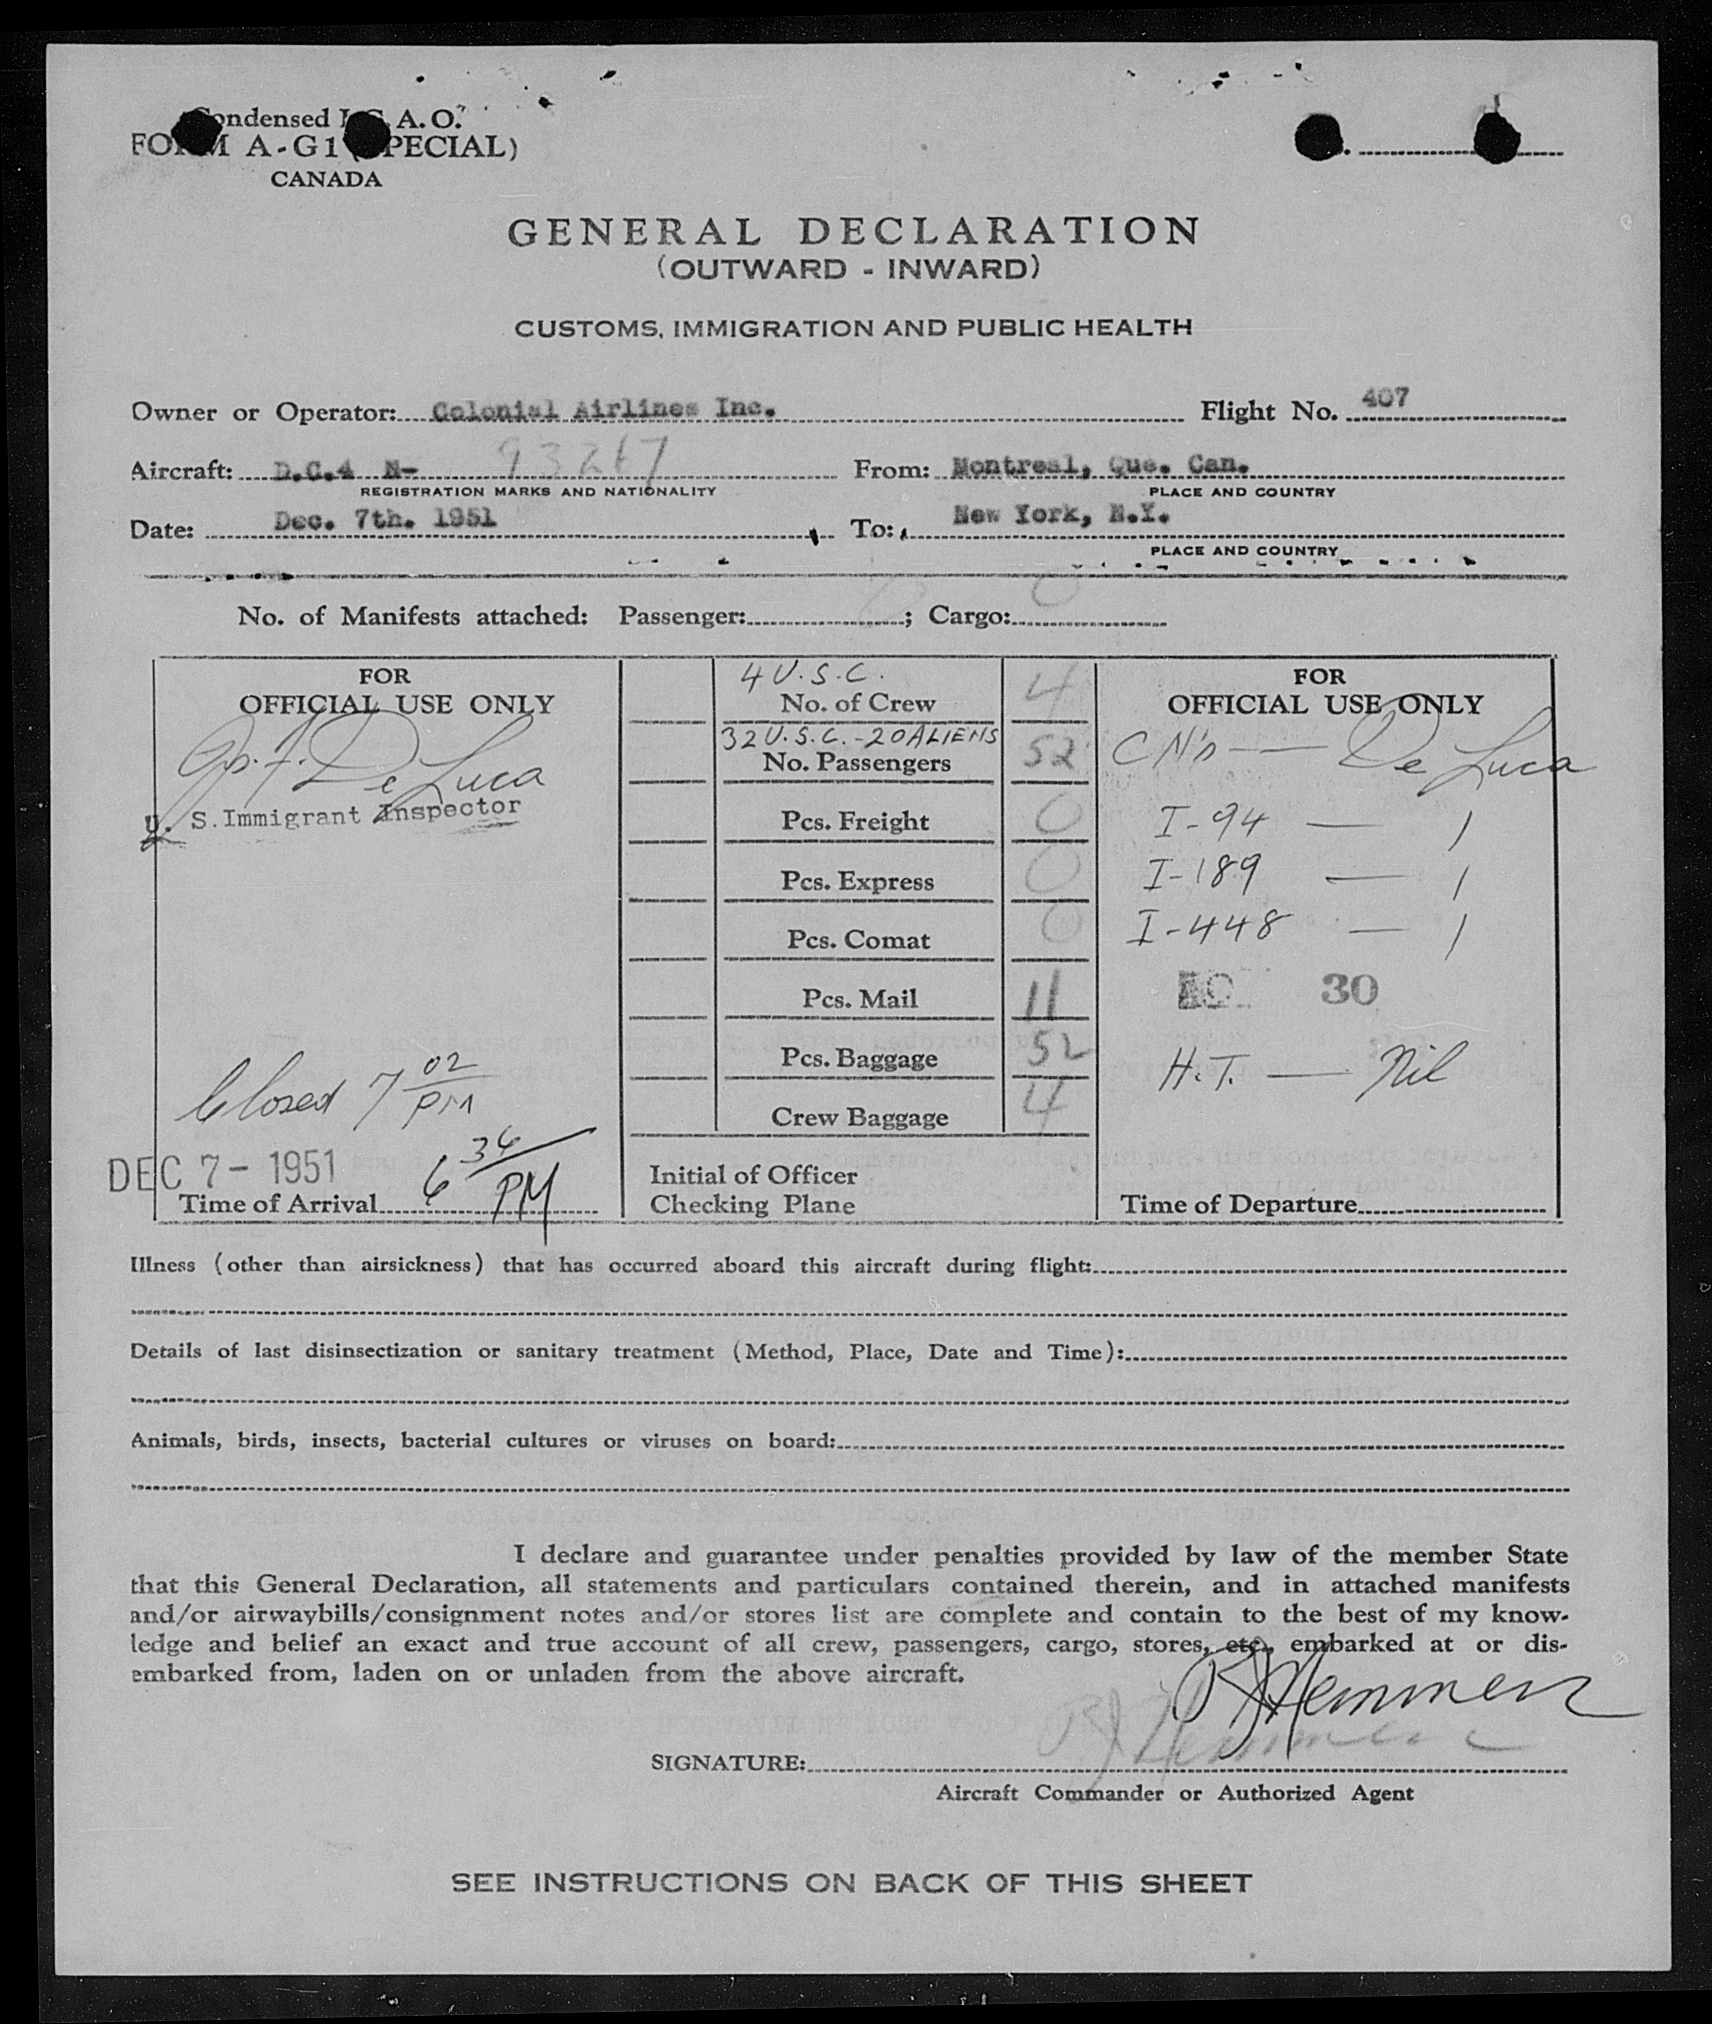 Condensed I.C.A.O.
FORM A-G1 (SPECIAL)
CANADA
GENERAL DECLARATION
(OUTWARD - INWARD)
CUSTOMS, IMMIGRATION AND PUBLIC HEALTH
Owner or Operator: Colonial Airlines Inc. Flight No. 407
Aircraft: D.C.4 N- 93267 From: Montreal, Que. Can.
REGISTRATION MARKS AND NATIONALITY PLACE AND COUNTRY
Date: Dec. 7th. 1951 To: New York, N.Y.
PLACE AND COUNTRY
No. of Manifests attached: Passenger: ; Cargo: 0
FOR
OFFICIAL USE ONLY
Jos. F. De Luca
U. S. Immigrant Inspector
Closed 7 02 PM
DEC 7 - 1951
Time of Arrival 6 36 PM
4 U.S.C.
No. of Crew 4
32 U.S.C. - 20 ALIENS
No. Passengers 52
Pcs. Freight 0
Pcs. Express 0
Pcs. Comat 0
Pcs. Mail 11
Pcs. Baggage 52
Crew Baggage 4
Initial of Officer
Checking Plane
FOR
OFFICIAL USE ONLY
CN's — De Luca
I-94 — 1
I-189 — 1
I-448 — 1
30
H.T. — Nil
Time of Departure
Illness (other than airsickness) that has occurred aboard this aircraft during flight:
Details of last disinsectization or sanitary treatment (Method, Place, Date and Time):
Animals, birds, insects, bacterial cultures or viruses on board:
I declare and guarantee under penalties provided by law of the member State
that this General Declaration, all statements and particulars contained therein, and in attached manifests
and/or airwaybills/consignment notes and/or stores list are complete and contain to the best of my know-
ledge and belief an exact and true account of all crew, passengers, cargo, stores, etc., embarked at or dis-
embarked from, laden on or unladen from the above aircraft.
SIGNATURE:
Aircraft Commander or Authorized Agent
SEE INSTRUCTIONS ON BACK OF THIS SHEET